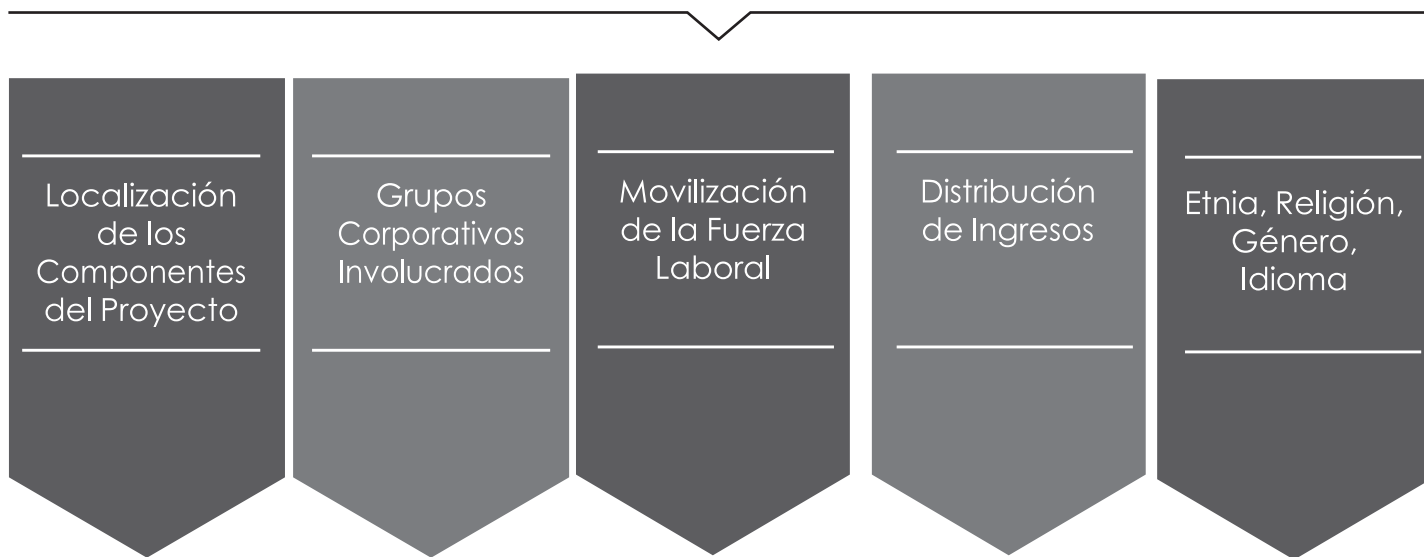 Localización
de los
Componentes
del Proyecto
Grupos
Corporativos
Involucrados
Movilización
de la Fuerza
Laboral
Distribución
de Ingresos
Etnia, Religión,
Género,
Idioma